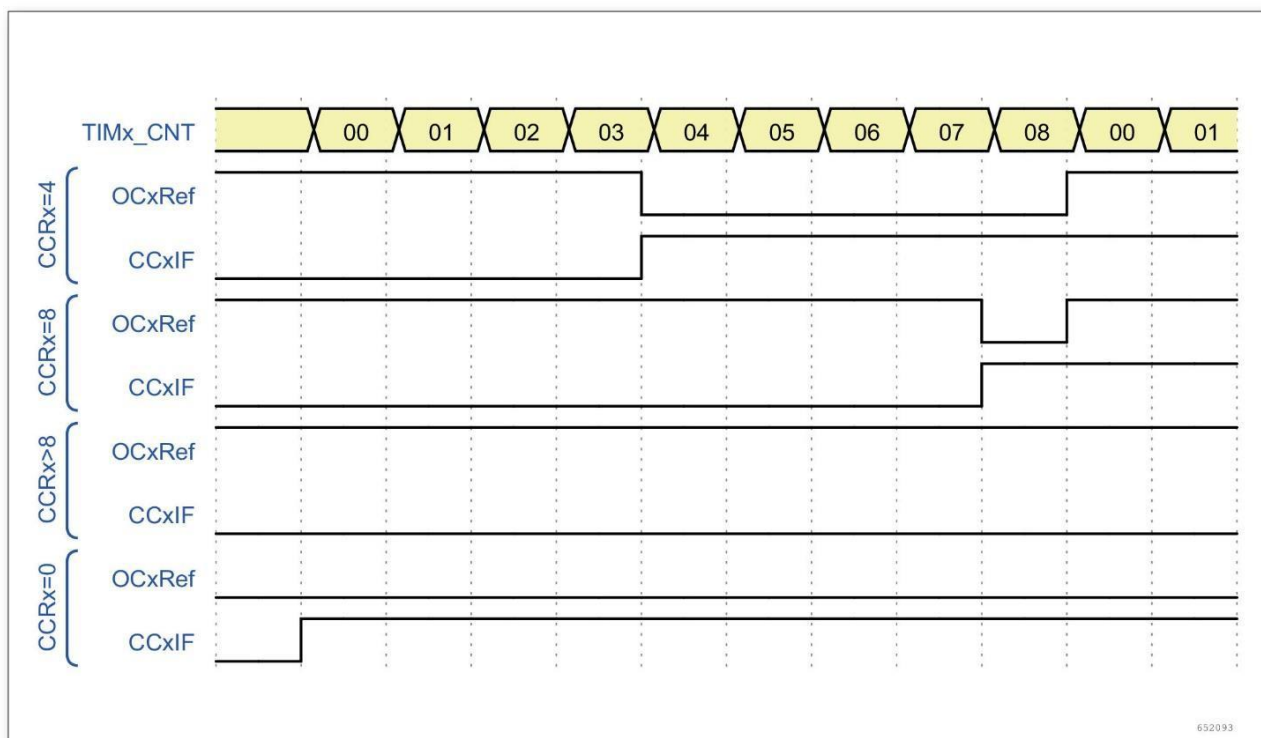 TIMx_CNT 00 01 02 03 04 05 06 07 08 00 01
CCRx=4
OCxRef
CCxIF
CCRx=8
OCxRef
CCxIF
CCRx>8
OCxRef
CCxIF
CCRx=0
OCxRef
CCxIF
652093